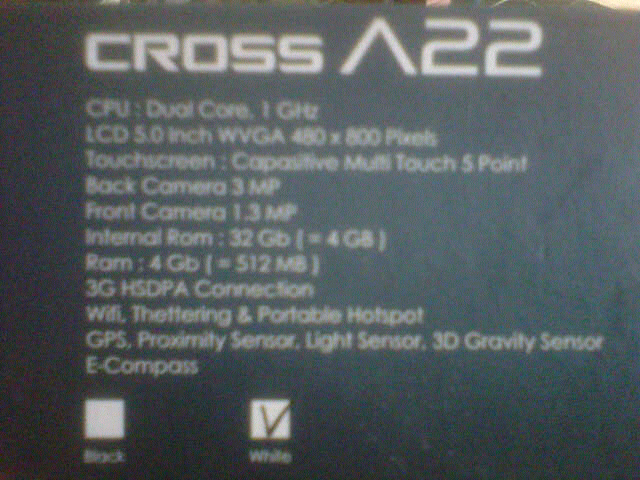 CROSS A22
CPU : Dual Core, 1 GHz
LCD 5.0 Inch WVGA 480 x 800 Pixels
Touchscreen : Capasitive Multi Touch 5 Point
Back Camera 3 MP
Front Camera 1.3 MP
Internal Rom : 32 Gb ( = 4 GB )
Ram : 4 Gb ( = 512 MB )
3G HSDPA Connection
Wifi, Thettering & Portable Hotspot
GPS, Proximity Sensor, Light Sensor, 3D Gravity Sensor
E-Compass
Black White